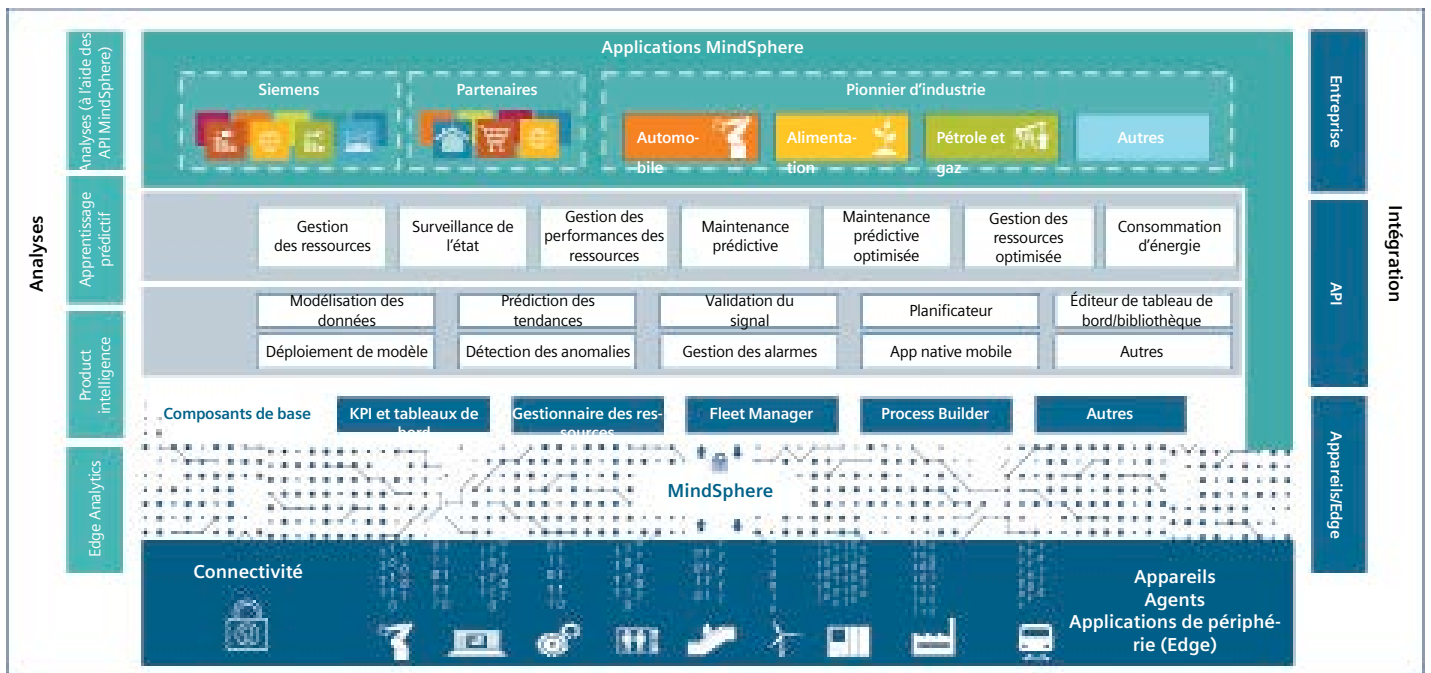 Applications MindSphere
Siemens
Partenaires
Pionnier d'industrie
Automo-
bile
Alimenta-
tion
Pétrole et
gaz
Autres
Analyses
Analyses (à l'aide des
API MindSphere)
Apprentissage
prédictif
Product
intelligence
Edge Analytics
Gestion
des ressources
Surveillance de
l'état
Gestion des
performances des
ressources
Maintenance
prédictive
Maintenance
prédictive
optimisée
Gestion des
ressources
optimisée
Consommation
d'énergie
Modélisation des
données
Prédiction des
tendances
Validation du
signal
Planificateur
Éditeur de tableau de
bord/bibliothèque
Déploiement de modèle
Détection des anomalies
Gestion des alarmes
App native mobile
Autres
Composants de base
KPI et tableaux de
bord
Gestionnaire des res-
sources
Fleet Manager
Process Builder
Autres
MindSphere
Connectivité
Appareils
Agents
Applications de périphé-
rie (Edge)
Entreprise
API
Appareils/Edge
Intégration